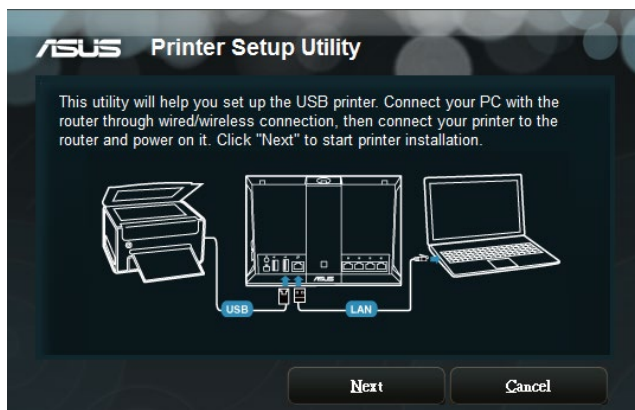 ASUS Printer Setup Utility
This utility will help you set up the USB printer. Connect your PC with the
router through wired/wireless connection, then connect your printer to the
router and power on it. Click "Next" to start printer installation.
ASUS
USB
LAN
Next
Cancel